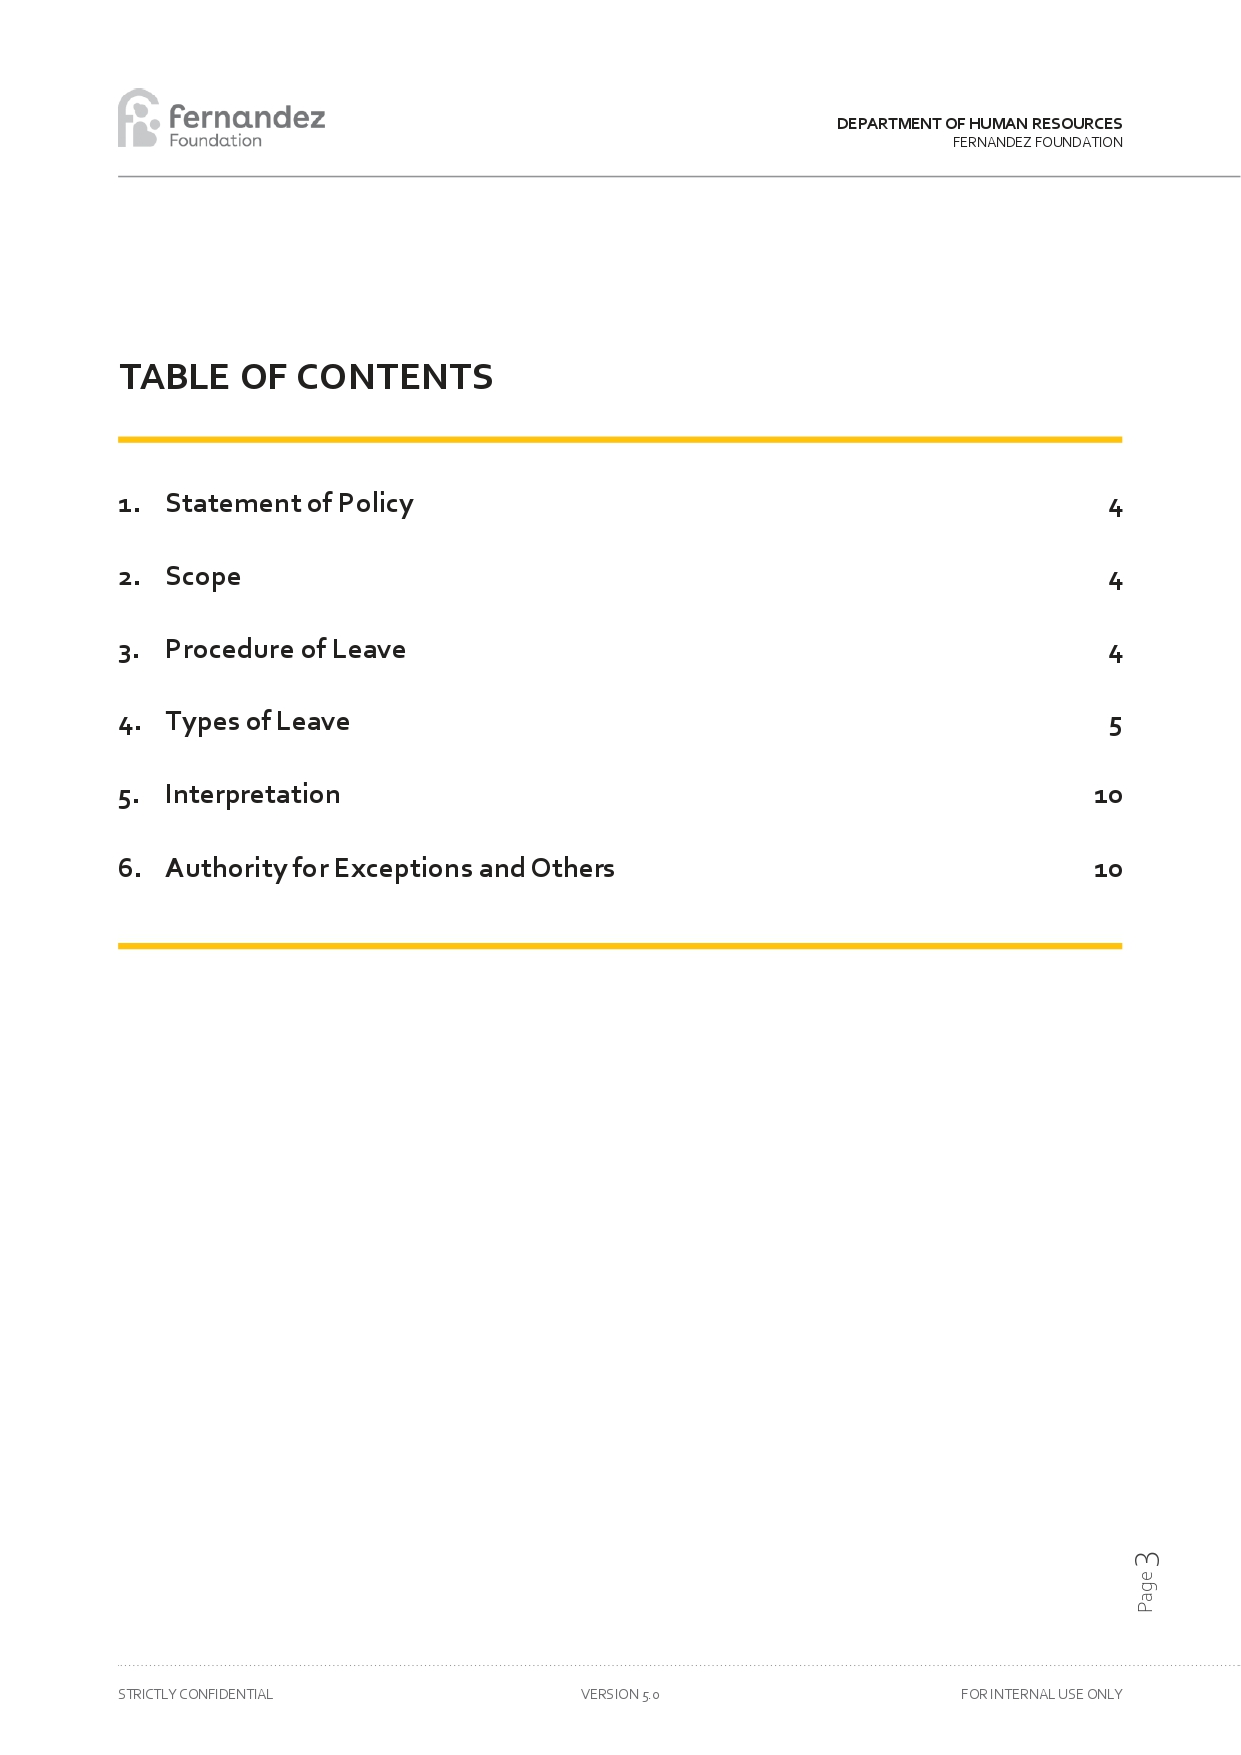 fernandez
Foundation
DEPARTMENT OF HUMAN RESOURCES
FERNANDEZ FOUNDATION
TABLE OF CONTENTS
1. Statement of Policy 4
2. Scope 4
3. Procedure of Leave 4
4. Types of Leave 5
5. Interpretation 10
6. Authority for Exceptions and Others 10
Page 3
STRICTLY CONFIDENTIAL VERSION 5.0 FOR INTERNAL USE ONLY